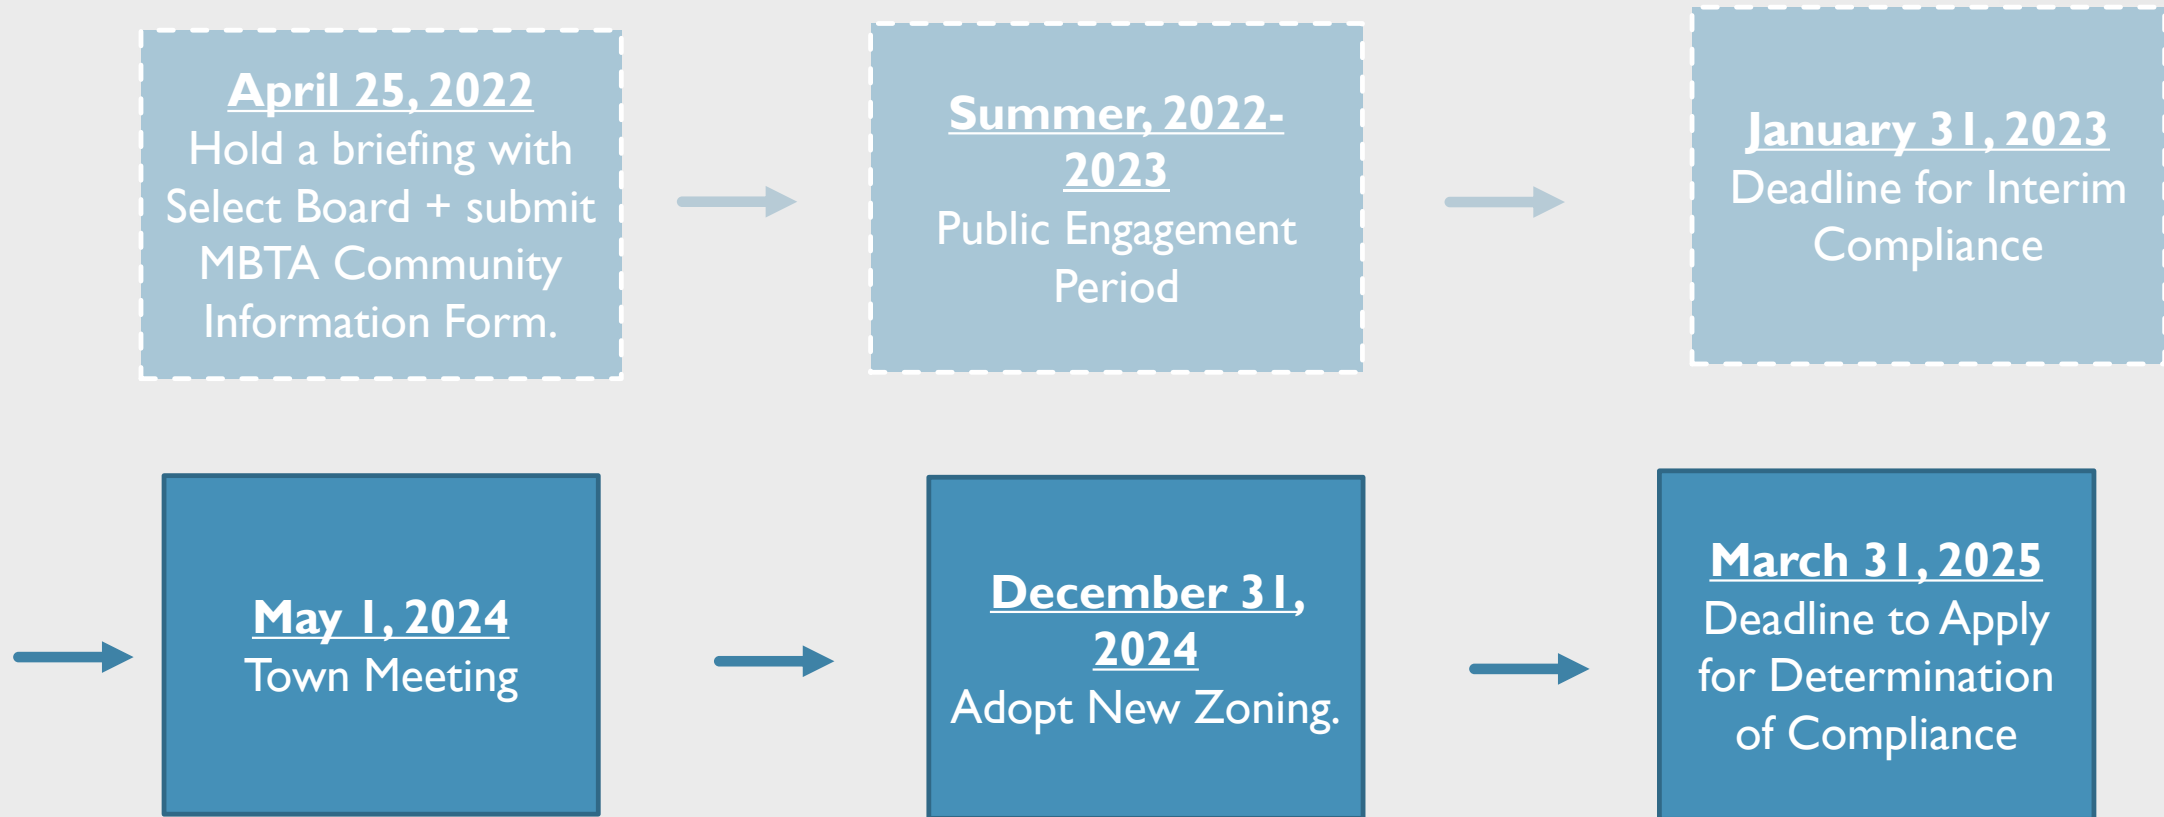 April 25, 2022
Hold a briefing with
Select Board + submit
MBTA Community
Information Form.
Summer, 2022-
2023
Public Engagement
Period
January 31, 2023
Deadline for Interim
Compliance
May 1, 2024
Town Meeting
December 31,
2024
Adopt New Zoning.
March 31, 2025
Deadline to Apply
for Determination
of Compliance